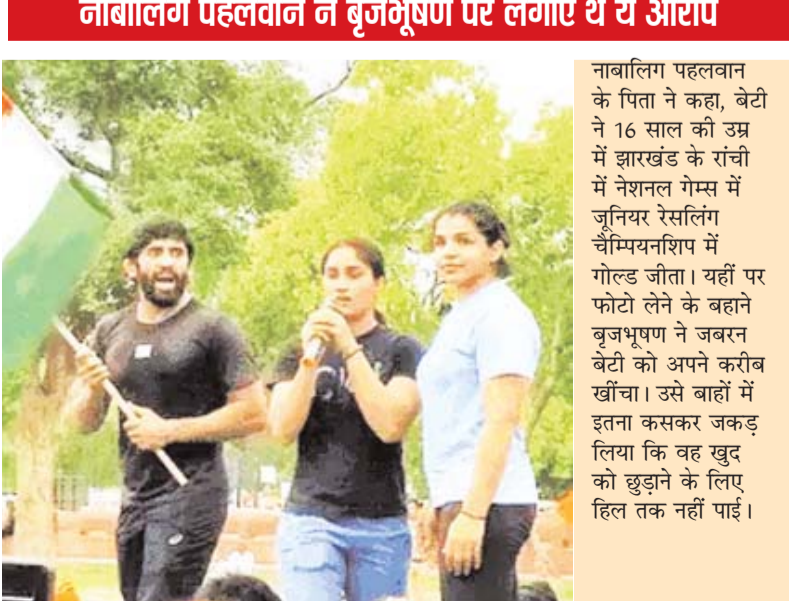 नाबालिग पहलवान ने बृजभूषण पर लगाए थे ये आरोप
नाबालिग पहलवान
के पिता ने कहा, बेटी
ने 16 साल की उम्र
में झारखंड के रांची
में नेशनल गेम्स में
जूनियर रेसलिंग
चैम्पियनशिप में
गोल्ड जीता। यहीं पर
फोटो लेने के बहाने
बृजभूषण ने जबरन
बेटी को अपने करीब
खींचा। उसे बाहों में
इतना कसकर जकड़
लिया कि वह खुद
को छुड़ाने के लिए
हिल तक नहीं पाई।